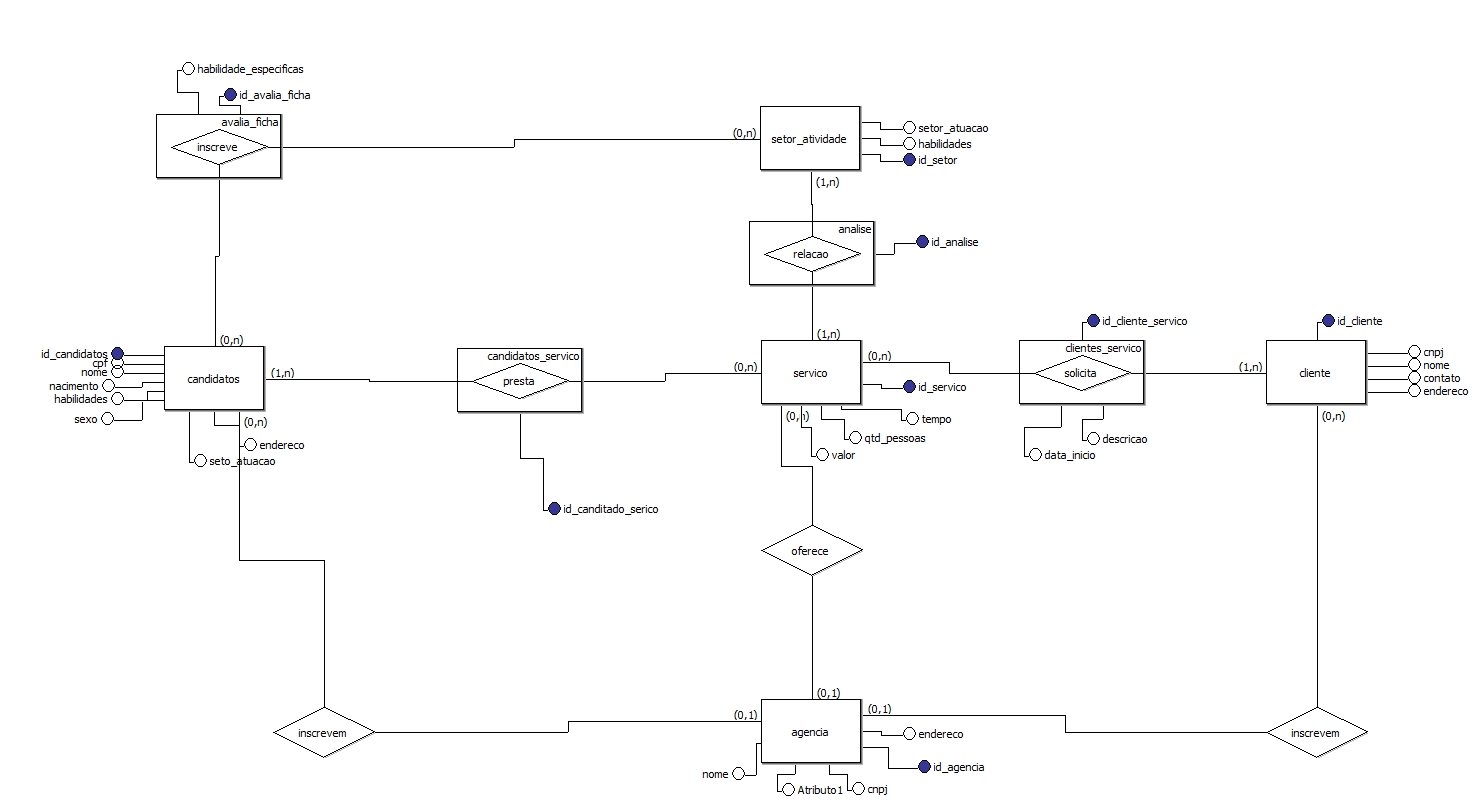 habilidade_especificas
id_avalia_ficha
avalia_ficha
inscreve
(0,n)
setor_atividade
setor_atuacao
habilidades
id_setor
(1,n)
analise
relacao
id_analise
(1,n)
(0,n)
id_candidatos
cpf
nome
nacimento
habilidades
sexo
candidatos
(1,n)
(0,n)
endereco
seto_atuacao
candidatos_servico
presta
id_canditado_serico
(0,n)
servico
(0,n)
id_servico
tempo
qtd_pessoas
valor
(0,n)
id_cliente_servico
clientes_servico
solicita
descricao
data_inicio
(1,n)
id_cliente
cliente
cnpj
nome
contato
endereco
(0,n)
oferece
(0,1)
inscrevem
(0,1)
agencia
(0,1)
endereco
id_agencia
nome
Atributo1
cnpj
inscrevem